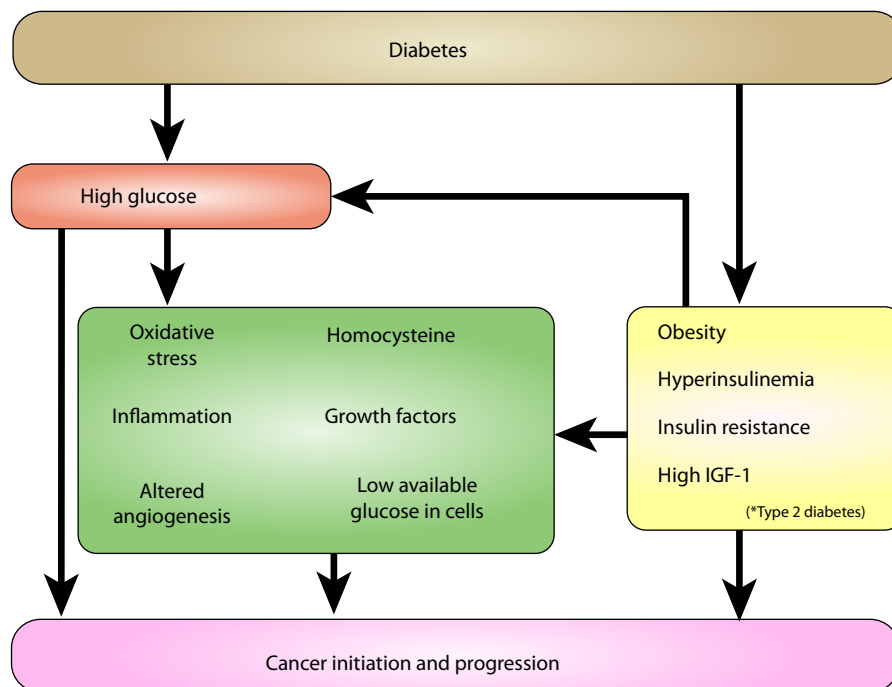 Diabetes
High glucose
Oxidative
stress
Homocysteine
Inflammation
Growth factors
Altered
angiogenesis
Low available
glucose in cells
Obesity
Hyperinsulinemia
Insulin resistance
High IGF-1
(*Type 2 diabetes)
Cancer initiation and progression